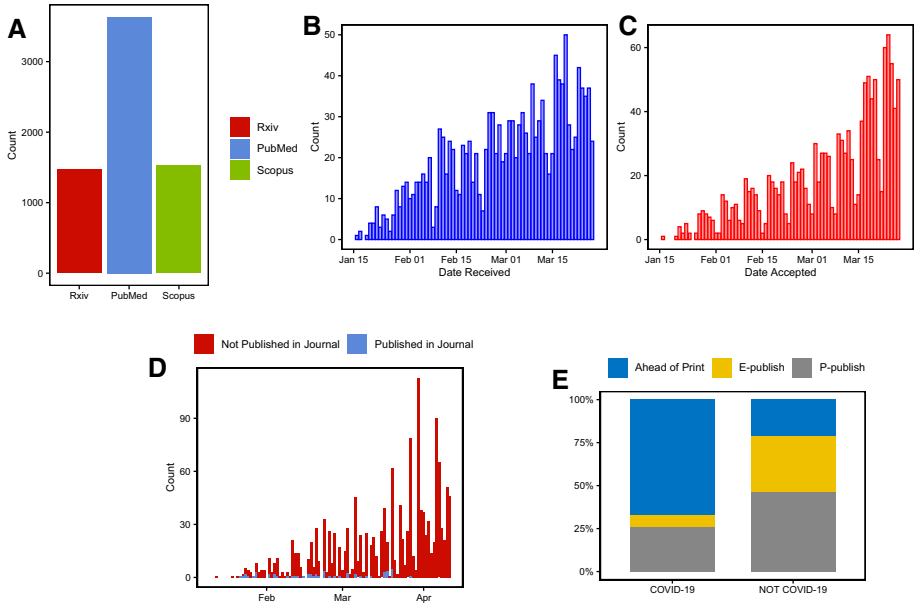 A
Count
3000
2000
1000
0
Rxiv
PubMed
Scopus
Rxiv
PubMed
Scopus
B
Count
50
40
30
20
10
0
Jan 15
Feb 01
Feb 15
Mar 01
Mar 15
Date Received
C
Count
60
40
20
0
Jan 15
Feb 01
Feb 15
Mar 01
Mar 15
Date Accepted
D
Not Published in Journal
Published in Journal
Count
90
60
30
0
Feb
Mar
Apr
E
Ahead of Print
E-publish
P-publish
100%
75%
50%
25%
0%
COVID-19
NOT COVID-19